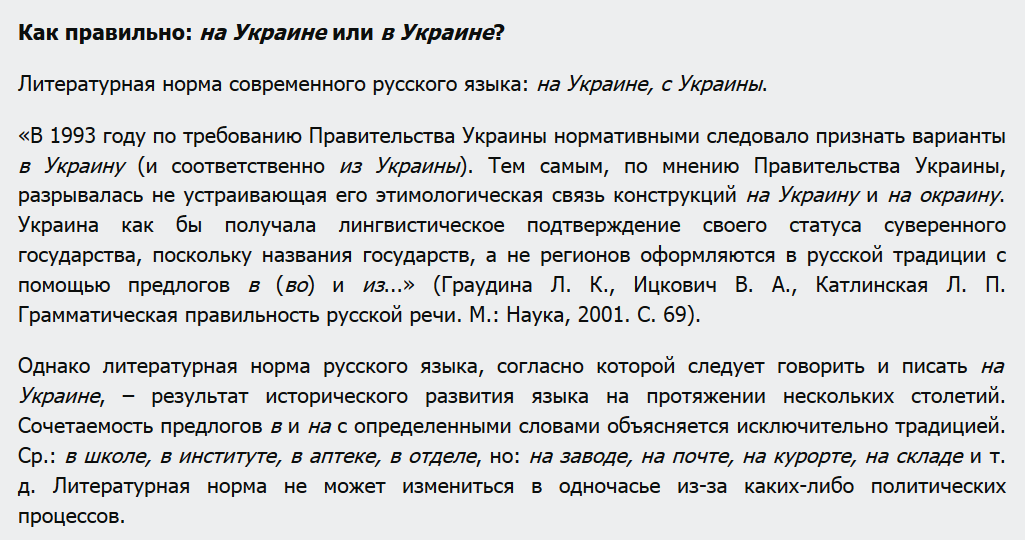 Как правильно: на Украине или в Украине?
Литературная норма современного русского языка: на Украине, с Украины.
«В 1993 году по требованию Правительства Украины нормативными следовало признать варианты
в Украину (и соответственно из Украины). Тем самым, по мнению Правительства Украины,
разрывалась не устраивающая его этимологическая связь конструкций на Украину и на окраину.
Украина как бы получала лингвистическое подтверждение своего статуса суверенного
государства, поскольку названия государств, а не регионов оформляются в русской традиции с
помощью предлогов в (во) и из...» (Граудина Л. К., Ицкович В. А., Катлинская Л. П.
Грамматическая правильность русской речи. М.: Наука, 2001. С. 69).
Однако литературная норма русского языка, согласно которой следует говорить и писать на
Украине, – результат исторического развития языка на протяжении нескольких столетий.
Сочетаемость предлогов в и на с определенными словами объясняется исключительно традицией.
Ср.: в школе, в институте, в аптеке, в отделе, но: на заводе, на почте, на курорте, на складе и т.
д. Литературная норма не может измениться в одночасье из-за каких-либо политических
процессов.